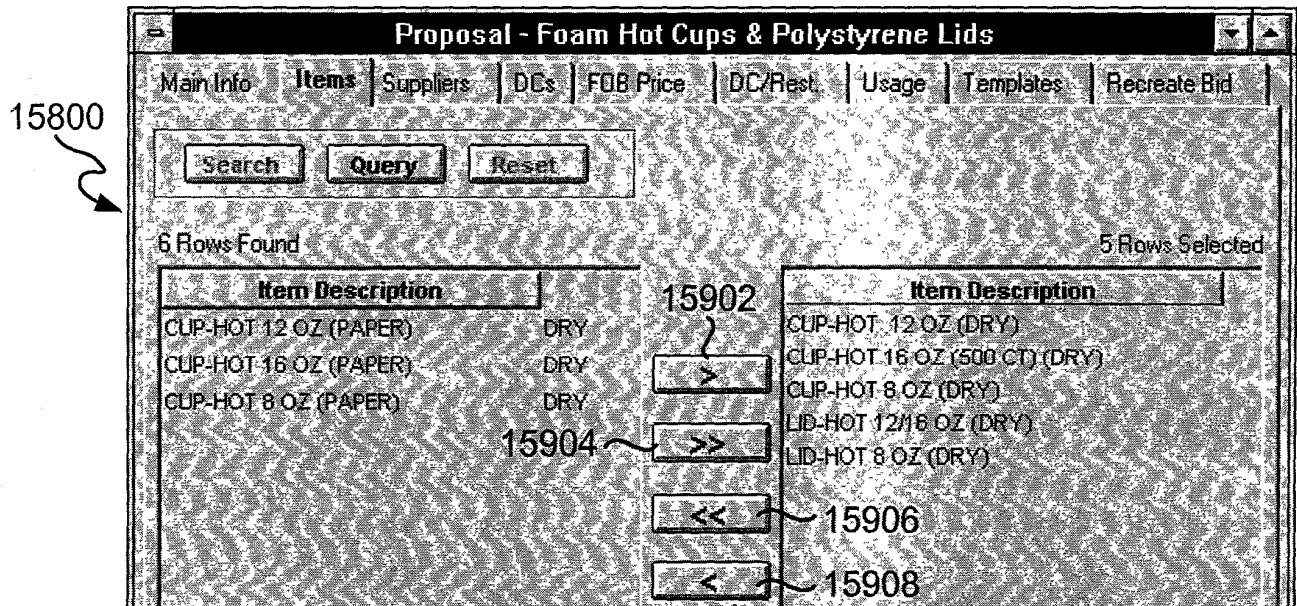 Proposal - Foam Hot Cups & Polystyrene Lids
Main Info Items Suppliers DCs FOB Price DC/Rest. Usage Templates Recreate Bid
15800
Search Query Reset
6 Rows Found 5 Rows Selected
Item Description 15902 Item Description
CUP-HOT 12 OZ (PAPER) DRY CUP-HOT 12 OZ (DRY)
CUP-HOT 16 OZ (PAPER) DRY > CUP-HOT 16 OZ (500 CT) (DRY)
CUP-HOT 8 OZ (PAPER) DRY CUP-HOT 8 OZ (DRY)
LID-HOT 12/16 OZ (DRY)
15904 >> LID-HOT 8 OZ (DRY)
<< 15906
< 15908